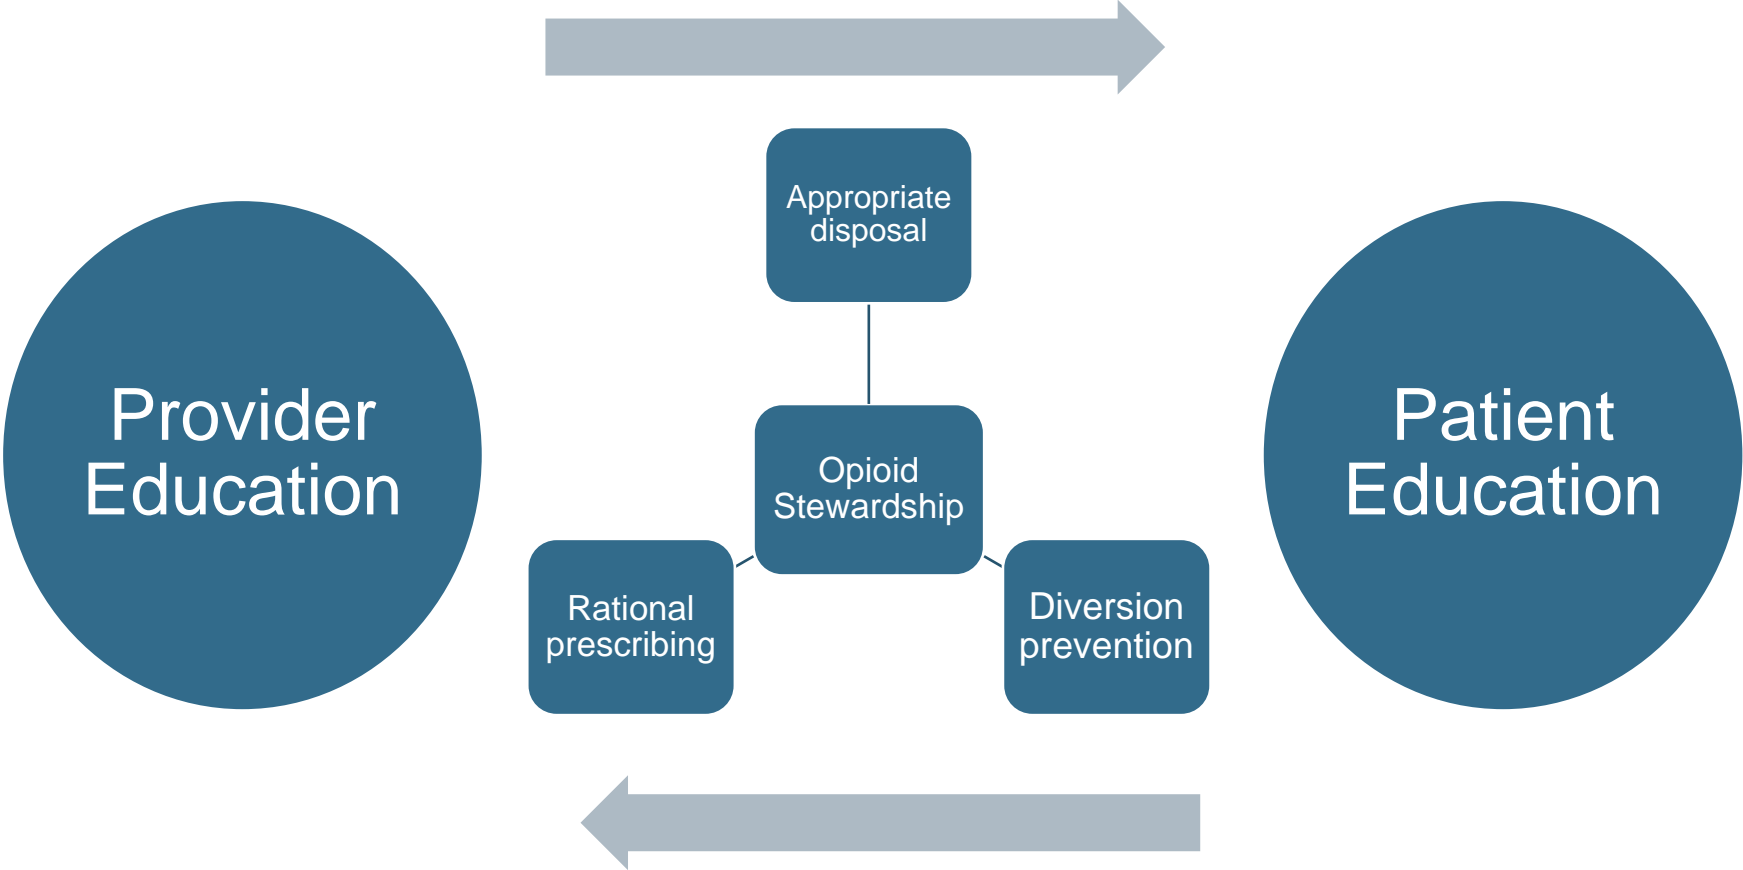 Appropriate
disposal
Provider
Education
Opioid
Stewardship
Patient
Education
Rational
prescribing
Diversion
prevention